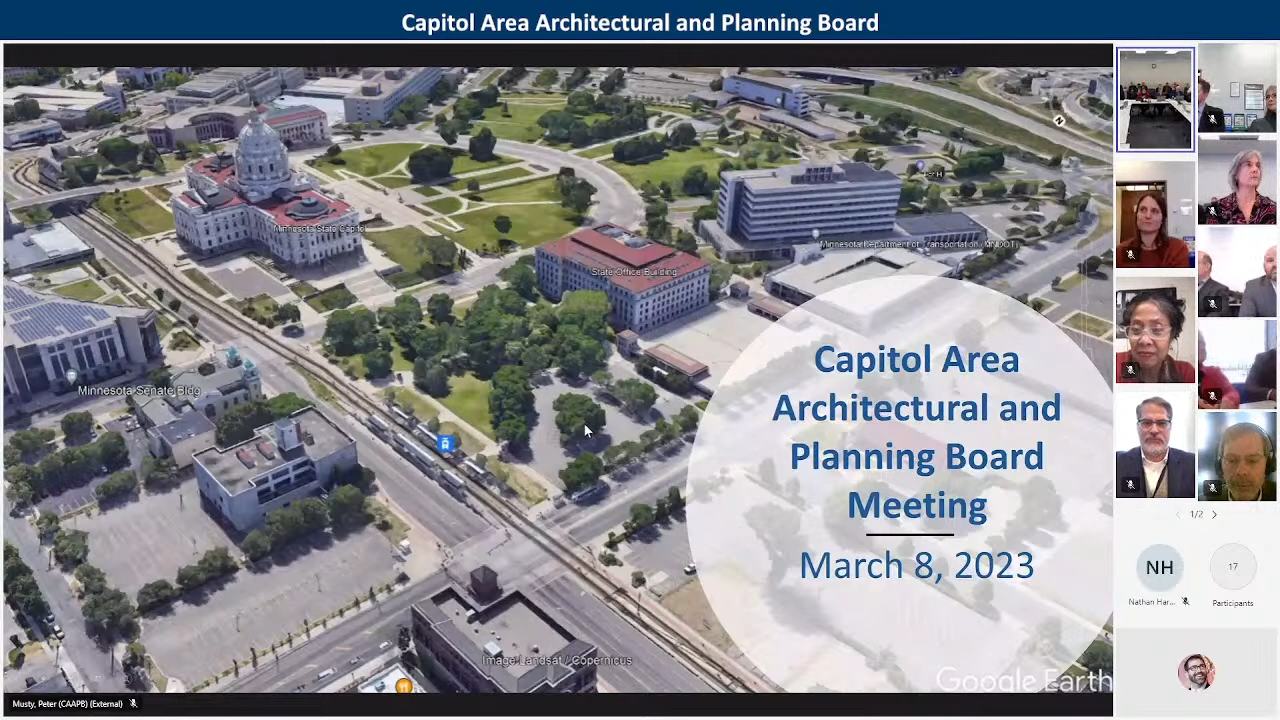 Capitol Area Architectural and Planning Board
Minnesota State Capitol
State Office Building
Minnesota Department of Transportation (MNDOT)
Minnesota Senate Bldg
Capitol Area
Architectural and
Planning Board
Meeting
March 8, 2023
Image Landsat / Copernicus
Google Earth
Musty, Peter (CAAPB) (External)
1/2
NH
17
Nathan Har...
Participants